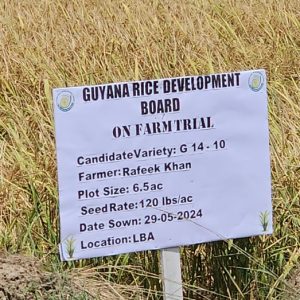 GUYANA RICE DEVELOPMENT
BOARD
ON FARM TRIAL
Candidate Variety: G 14 - 10
Farmer: Rafeek Khan
Plot Size: 6.5ac
Seed Rate: 120 lbs/ac
Date Sown: 29-05-2024
Location: LBA